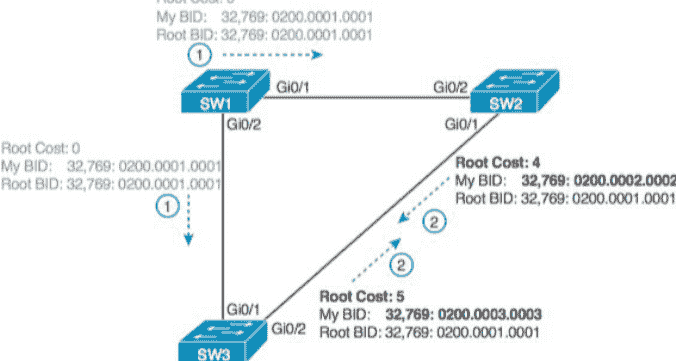 Root Cost: 0
My BID: 32,769: 0200.0001.0001
Root BID: 32,769: 0200.0001.0001
1
Gi0/1
Gi0/2
SW1
SW2
Gi0/2
Gi0/1
Root Cost: 0
My BID: 32,769: 0200.0001.0001
Root BID: 32,769: 0200.0001.0001
1
Root Cost: 4
My BID: 32,769: 0200.0002.0002
Root BID: 32,769: 0200.0001.0001
2
2
Root Cost: 5
My BID: 32,769: 0200.0003.0003
Root BID: 32,769: 0200.0001.0001
Gi0/1
Gi0/2
SW3